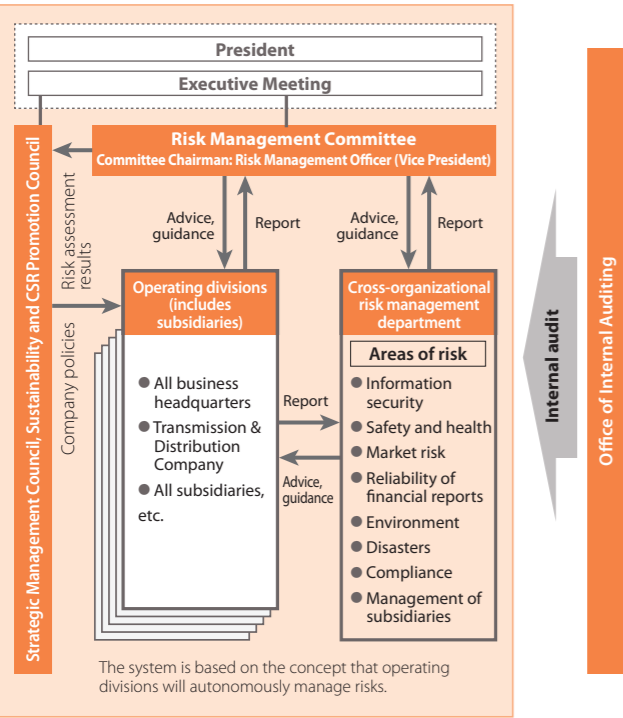 President
Executive Meeting
Risk Management Committee
Committee Chairman: Risk Management Officer (Vice President)
Strategic Management Council, Sustainability and CSR Promotion Council
Risk assessment
results
Company policies
Advice,
guidance
Report
Advice,
guidance
Report
Operating divisions
(includes
subsidiaries)
● All business
headquarters
● Transmission &
Distribution
Company
● All subsidiaries,
etc.
Report
Advice,
guidance
Cross-organizational
risk management
department
Areas of risk
● Information
security
● Safety and health
● Market risk
● Reliability of
financial reports
● Environment
● Disasters
● Compliance
● Management of
subsidiaries
The system is based on the concept that operating
divisions will autonomously manage risks.
Internal audit
Office of Internal Auditing